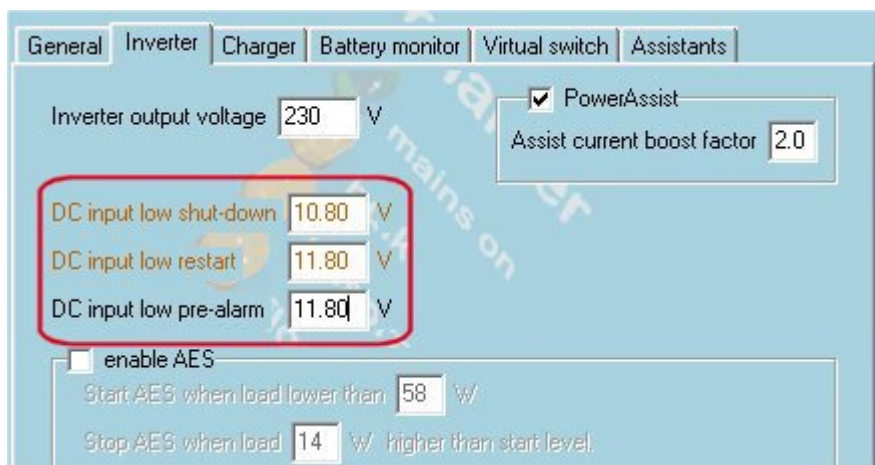 General Inverter Charger Battery monitor Virtual switch Assistants
Inverter output voltage 230 V
PowerAssist
Assist current boost factor 2.0
DC input low shut-down 10.80 V
DC input low restart 11.80 V
DC input low pre-alarm 11.80 V
enable AES
Start AES when load lower than 58 W
Stop AES when load 14 W higher than start level.
mains on